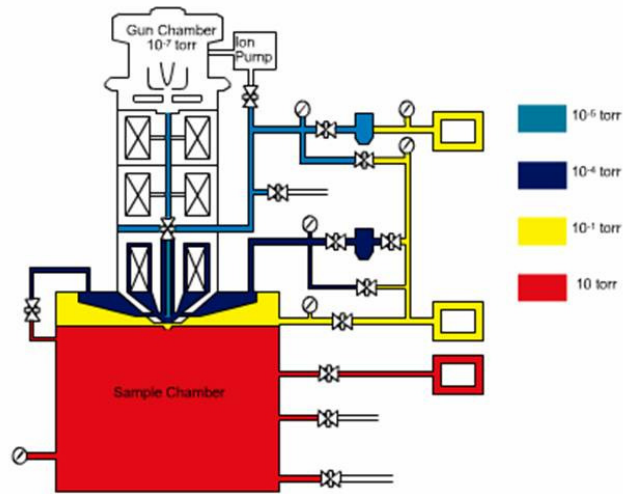 Gun Chamber
10⁻⁷ torr
Ion
Pump
10⁻⁵ torr
10⁻⁴ torr
10⁻¹ torr
10 torr
Sample Chamber